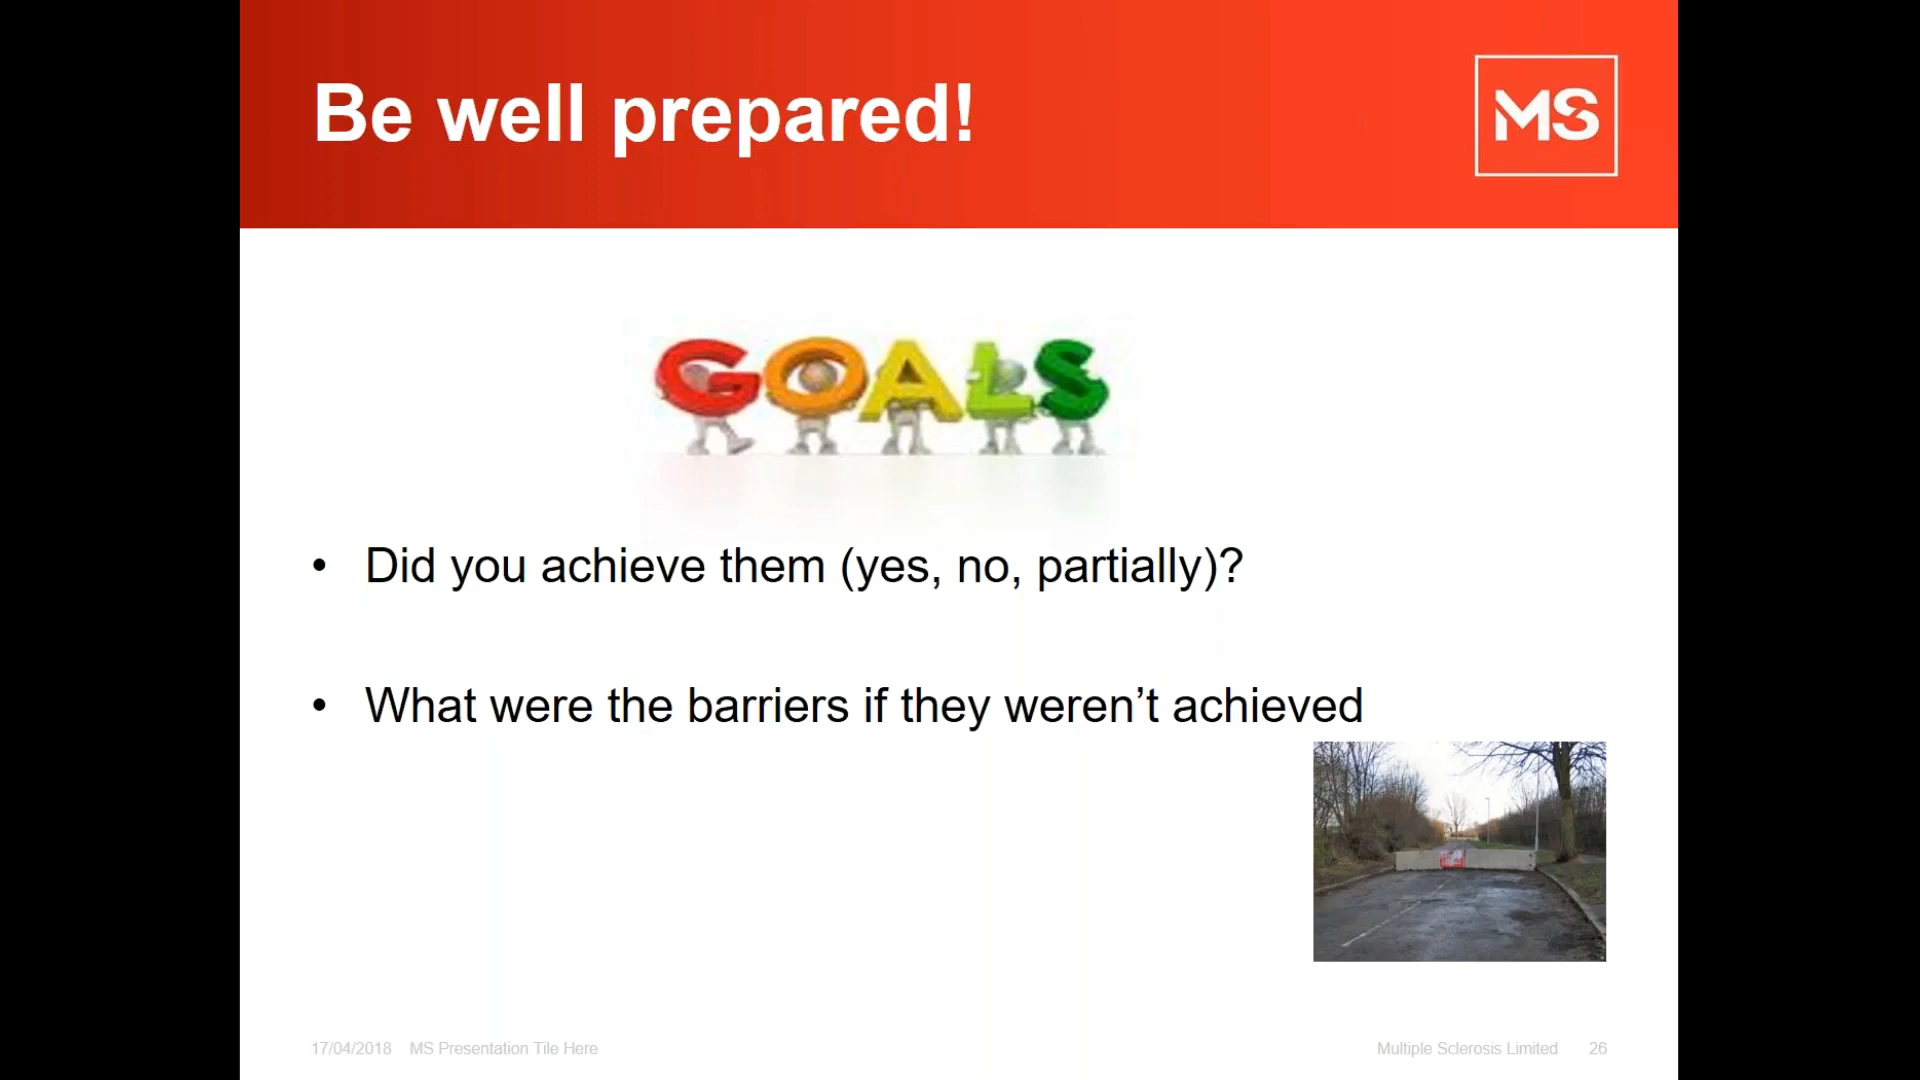 Be well prepared!
MS
GOALS
• Did you achieve them (yes, no, partially)?
• What were the barriers if they weren’t achieved
17/04/2018 MS Presentation Tile Here
Multiple Sclerosis Limited 26